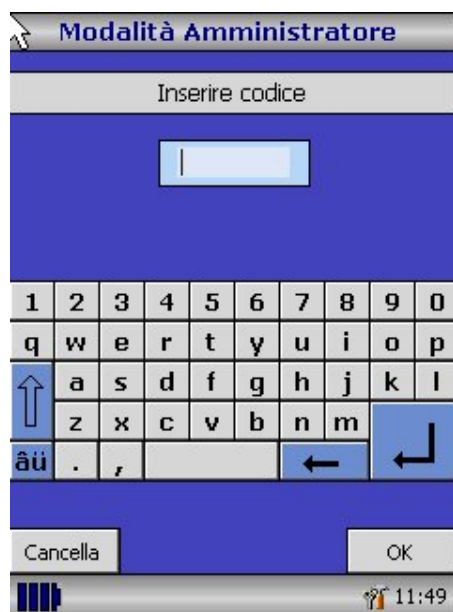 Modalità Amministratore
Inserire codice
1 2 3 4 5 6 7 8 9 0
q w e r t y u i o p
a s d f g h j k l
z x c v b n m
âü . ,
Cancella OK
11:49